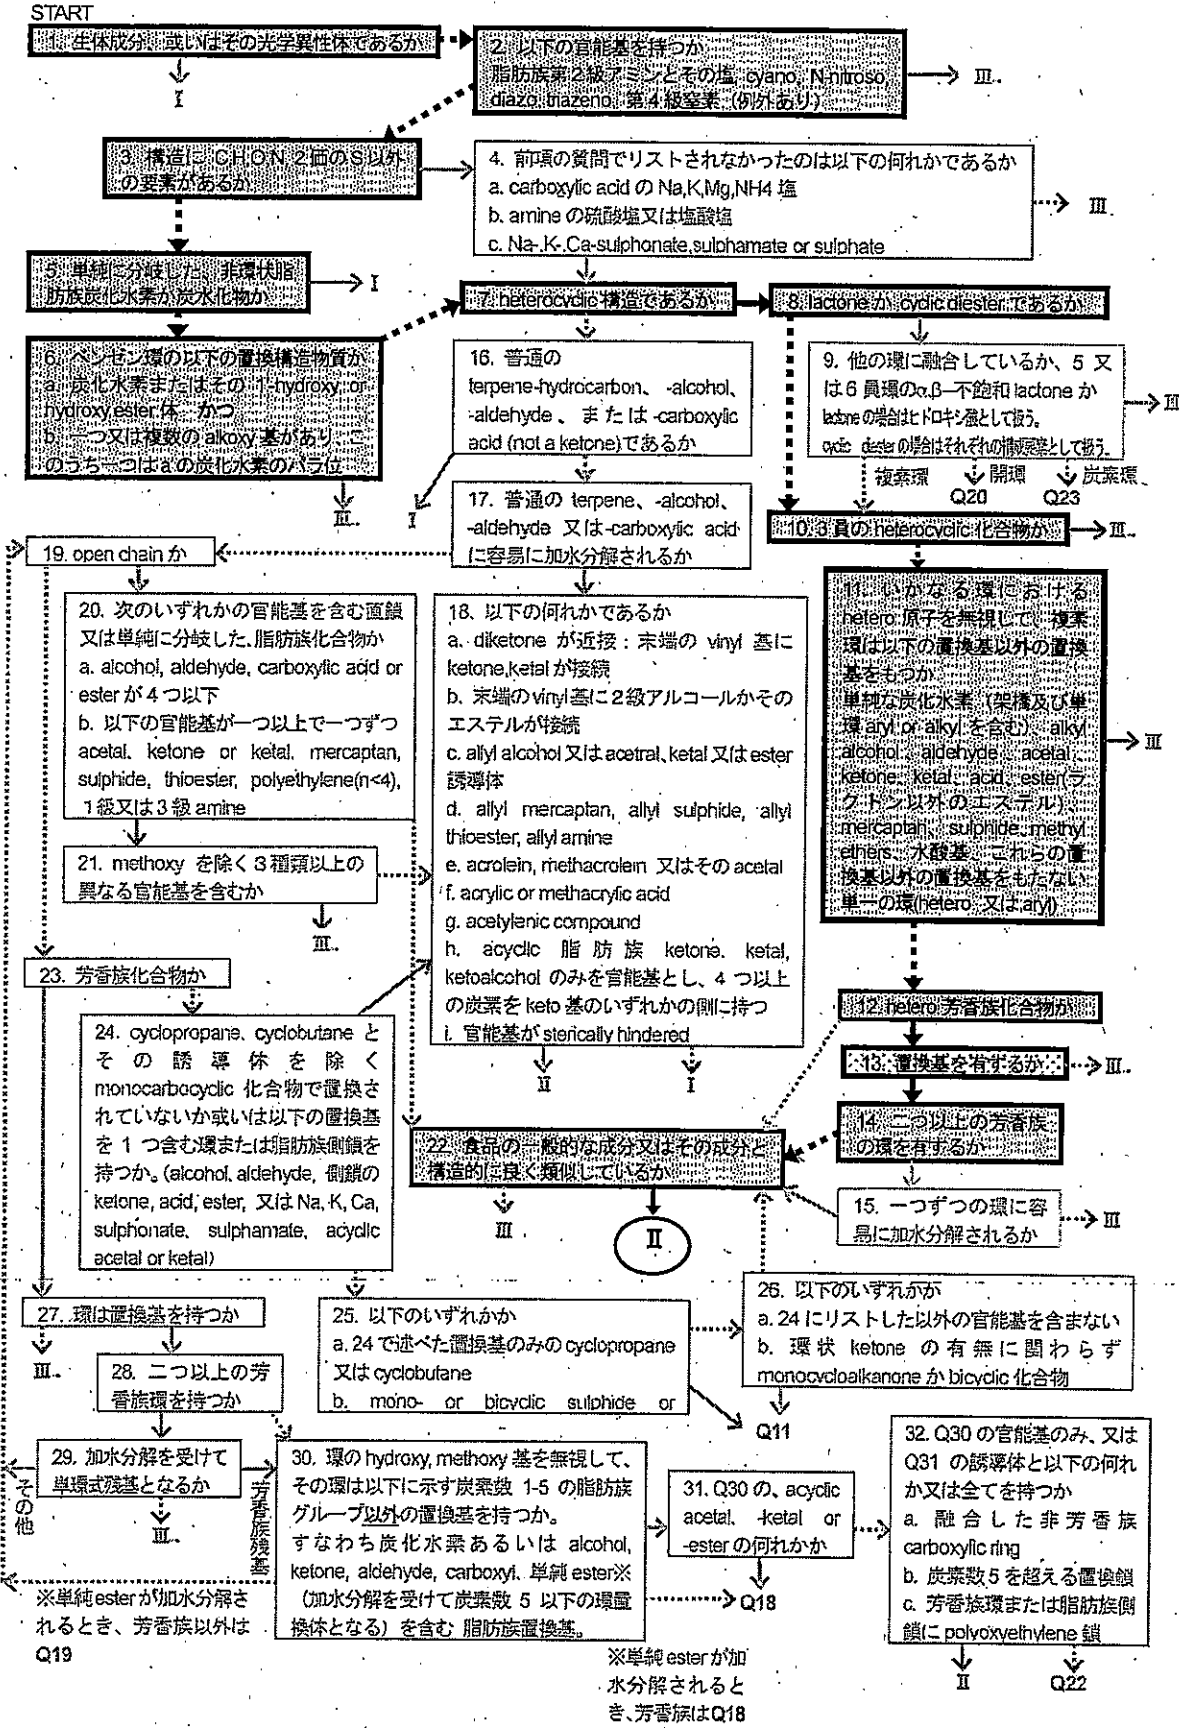 START
1. 生体成分、或いはその光学異性体であるか
I
2. 以下の官能基を持つか
脂肪族第2級アミンとその塩, cyano, N-nitroso,
diazo, triazeno, 第4級窒素 (例外あり)
III..
3. 構造に C,H,O,N, 2価のS以外
の要素があるか
4. 前項の質問でリストされなかったのは以下の何れかであるか
a. carboxylic acid の Na,K,Mg,NH4 塩
b. amine の硫酸塩又は塩酸塩
c. Na-,K-,Ca-sulphonate,sulphamate or sulphate
III
5. 単純に分岐した、非環状脂
肪族炭化水素か炭水化物か
I
6. ベンゼン環の以下の置換構造物質か
a. 炭化水素またはその 1-hydroxy or
hydroxy,ester 体 かつ
b. 一つ又は複数の alkoxy 基があり、こ
のうち一つは a の炭化水素のパラ位
III..
7. heterocyclic 構造であるか
8. lactone か cyclic diester であるか
9. 他の環に融合しているか、5 又
は 6 員環のα,β—不飽和 lactone か
lactone の場合はヒドロキシ酸として扱う。
cyclic diester の場合はそれぞれの構成要素として扱う。
III
複素環
開環
炭素環
Q20
Q23
10. 3 員の heterocyclic 化合物か
III..
11. いかなる環における
hetero 原子を無視して、複素
環は以下の置換基以外の置換
基をもつか
単純な炭化水素 (架橋及び単
環 aryl or alkyl を含む)、alkyl
alcohol, aldehyde, acetal,
ketone, ketal, acid, ester(ラ
クトン以外のエステル)、
mercaptan, sulphide, methyl
ethers, 水酸基、これらの置
換基以外の置換基をもたない
単一の環(hetero 又は aryl)
III
12. hetero 芳香族化合物か
13. 置換基を有するか
III..
14. 二つ以上の芳香族
の環を有するか
15. 一つずつの環に容
易に加水分解されるか
III
16. 普通の
terpene-hydrocarbon, -alcohol,
-aldehyde、または-carboxylic
acid (not a ketone)であるか
I
17. 普通の terpene, -alcohol,
-aldehyde 又は-carboxylic acid
に容易に加水分解されるか
18. 以下の何れかであるか
a. diketone が近接：末端の vinyl 基に
ketone,ketal が接続
b. 末端の vinyl 基に2級アルコールかその
エステルが接続
c. allyl alcohol 又は acetral, ketal 又は ester
誘導体
d. allyl mercaptan, allyl sulphide, allyl
thioester, allyl amine
e. acrolein, methacrolein 又はその acetal
f. acrylic or methacrylic acid
g. acetylenic compound
h. acyclic 脂肪族 ketone, ketal,
ketoalcohol のみを官能基とし、4 つ以上
の炭素を keto 基のいずれかの側に持つ
i. 官能基が sterically hindered
II
I
19. open chain か
20. 次のいずれかの官能基を含む直鎖
又は単純に分岐した、脂肪族化合物か
a. alcohol, aldehyde, carboxylic acid or
ester が 4 つ以下
b. 以下の官能基が一つ以上で一つずつ
acetal, ketone or ketal, mercaptan,
sulphide, thioester, polyethylene(n<4),
1級又は3級 amine
21. methoxy を除く3種類以上の
異なる官能基を含むか
III..
22. 食品の一般的な成分又はその成分と
構造的に良く類似しているか
III
II
23. 芳香族化合物か
24. cyclopropane, cyclobutane と
その誘導体を除く
monocarbocyclic 化合物で置換さ
れていないか或いは以下の置換基
を 1 つ含む環または脂肪族側鎖を
持つか。(alcohol, aldehyde, 側鎖の
ketone, acid, ester, 又は Na, K, Ca,
sulphonate, sulphamate, acyclic
acetal or ketal)
25. 以下のいずれかか
a. 24 で述べた置換基のみの cyclopropane
又は cyclobutane
b. mono- or bicyclic sulphide or
26. 以下のいずれかか
a. 24 にリストした以外の官能基を含まない
b. 環状 ketone の有無に関わらず
monocycloalkanone か bicyclic 化合物
Q11
27. 環は置換基を持つか
III..
28. 二つ以上の芳
香族環を持つか
29. 加水分解を受けて
単環式残基となるか
III..
その他
芳香族残基
30. 環の hydroxy, methoxy 基を無視して、
その環は以下に示す炭素数 1-5 の脂肪族
グループ以外の置換基を持つか。
すなわち炭化水素あるいは alcohol,
ketone, aldehyde, carboxyl, 単純 ester※
(加水分解を受けて炭素数 5 以下の環置
換体となる) を含む 脂肪族置換基。
31. Q30 の、acyclic
acetal, -ketal or
-ester の何れかか
Q18
32. Q30 の官能基のみ、又は
Q31 の誘導体と以下の何れ
か又は全てを持つか
a. 融合した非芳香族
carboxylic ring
b. 炭素数5を超える置換鎖
c. 芳香族環または脂肪族側
鎖に polyoxyethylene 鎖
II
Q22
※単純 ester が加水分解さ
れるとき、芳香族以外は
Q19
※単純 ester が加
水分解されると
き、芳香族は Q18